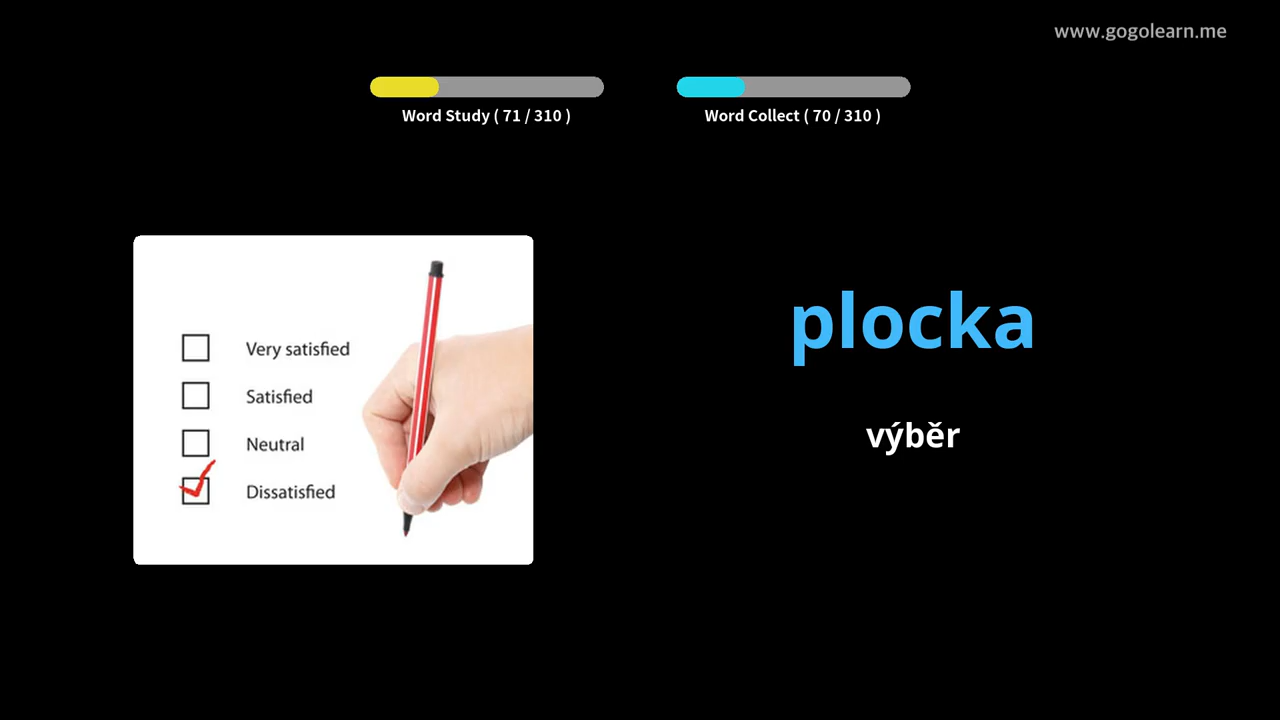 www.gogolearn.me
Word Study ( 71 / 310 )
Word Collect ( 70 / 310 )
Very satisfied
Satisfied
Neutral
Dissatisfied
plocka
výběr